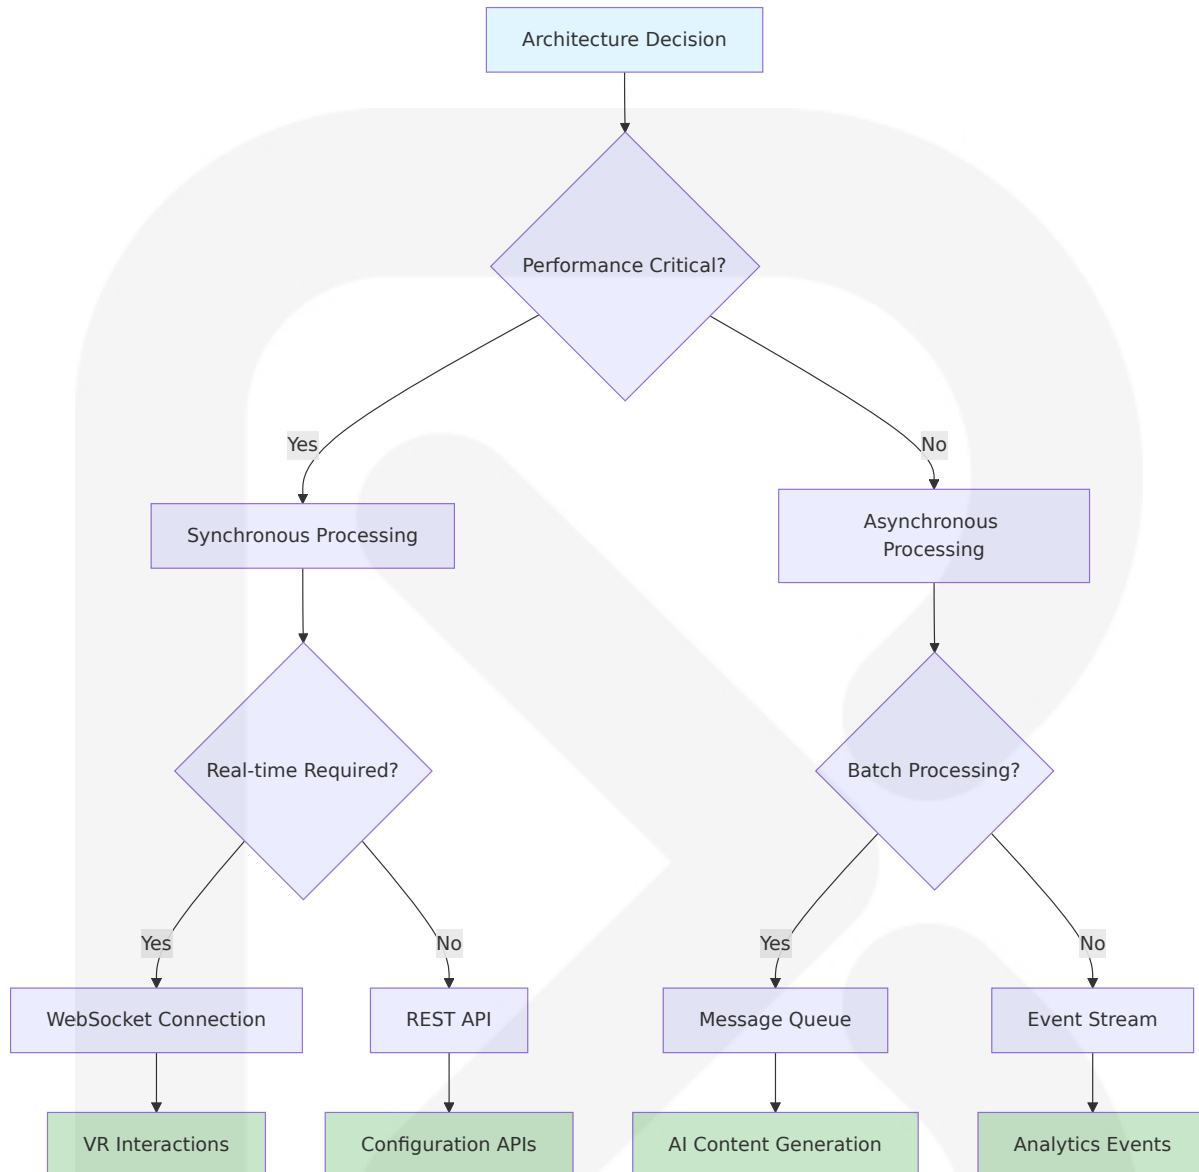 Architecture Decision
Performance Critical?
Yes
No
Synchronous Processing
Asynchronous
Processing
Real-time Required?
Batch Processing?
Yes
No
Yes
No
WebSocket Connection
REST API
Message Queue
Event Stream
VR Interactions
Configuration APIs
AI Content Generation
Analytics Events